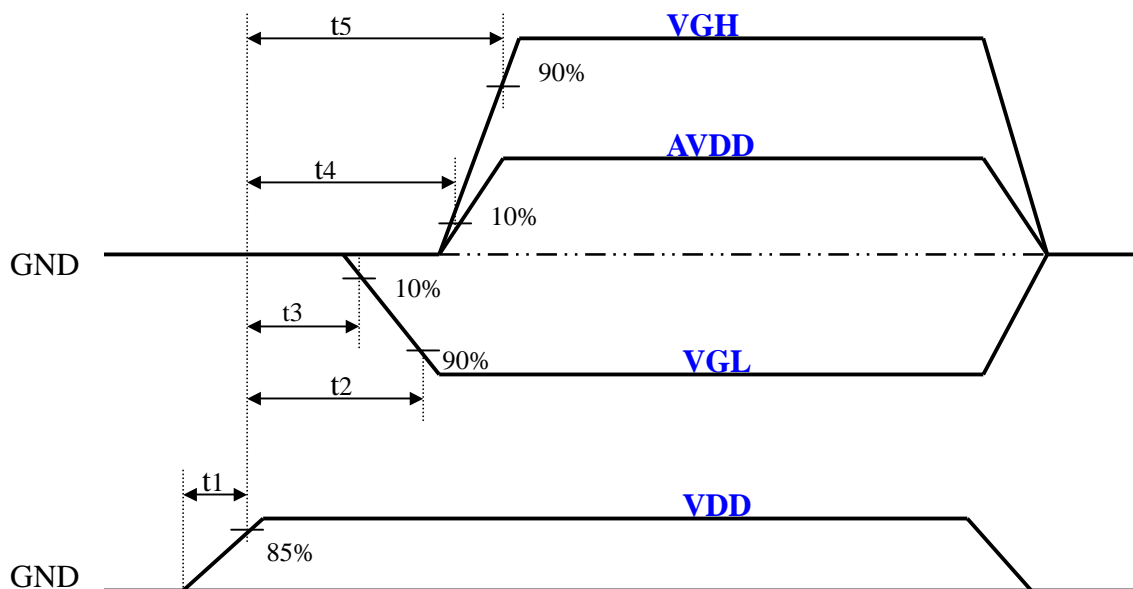 t5
VGH
90%
AVDD
t4
10%
GND
10%
t3
90%
VGL
t2
t1
VDD
85%
GND